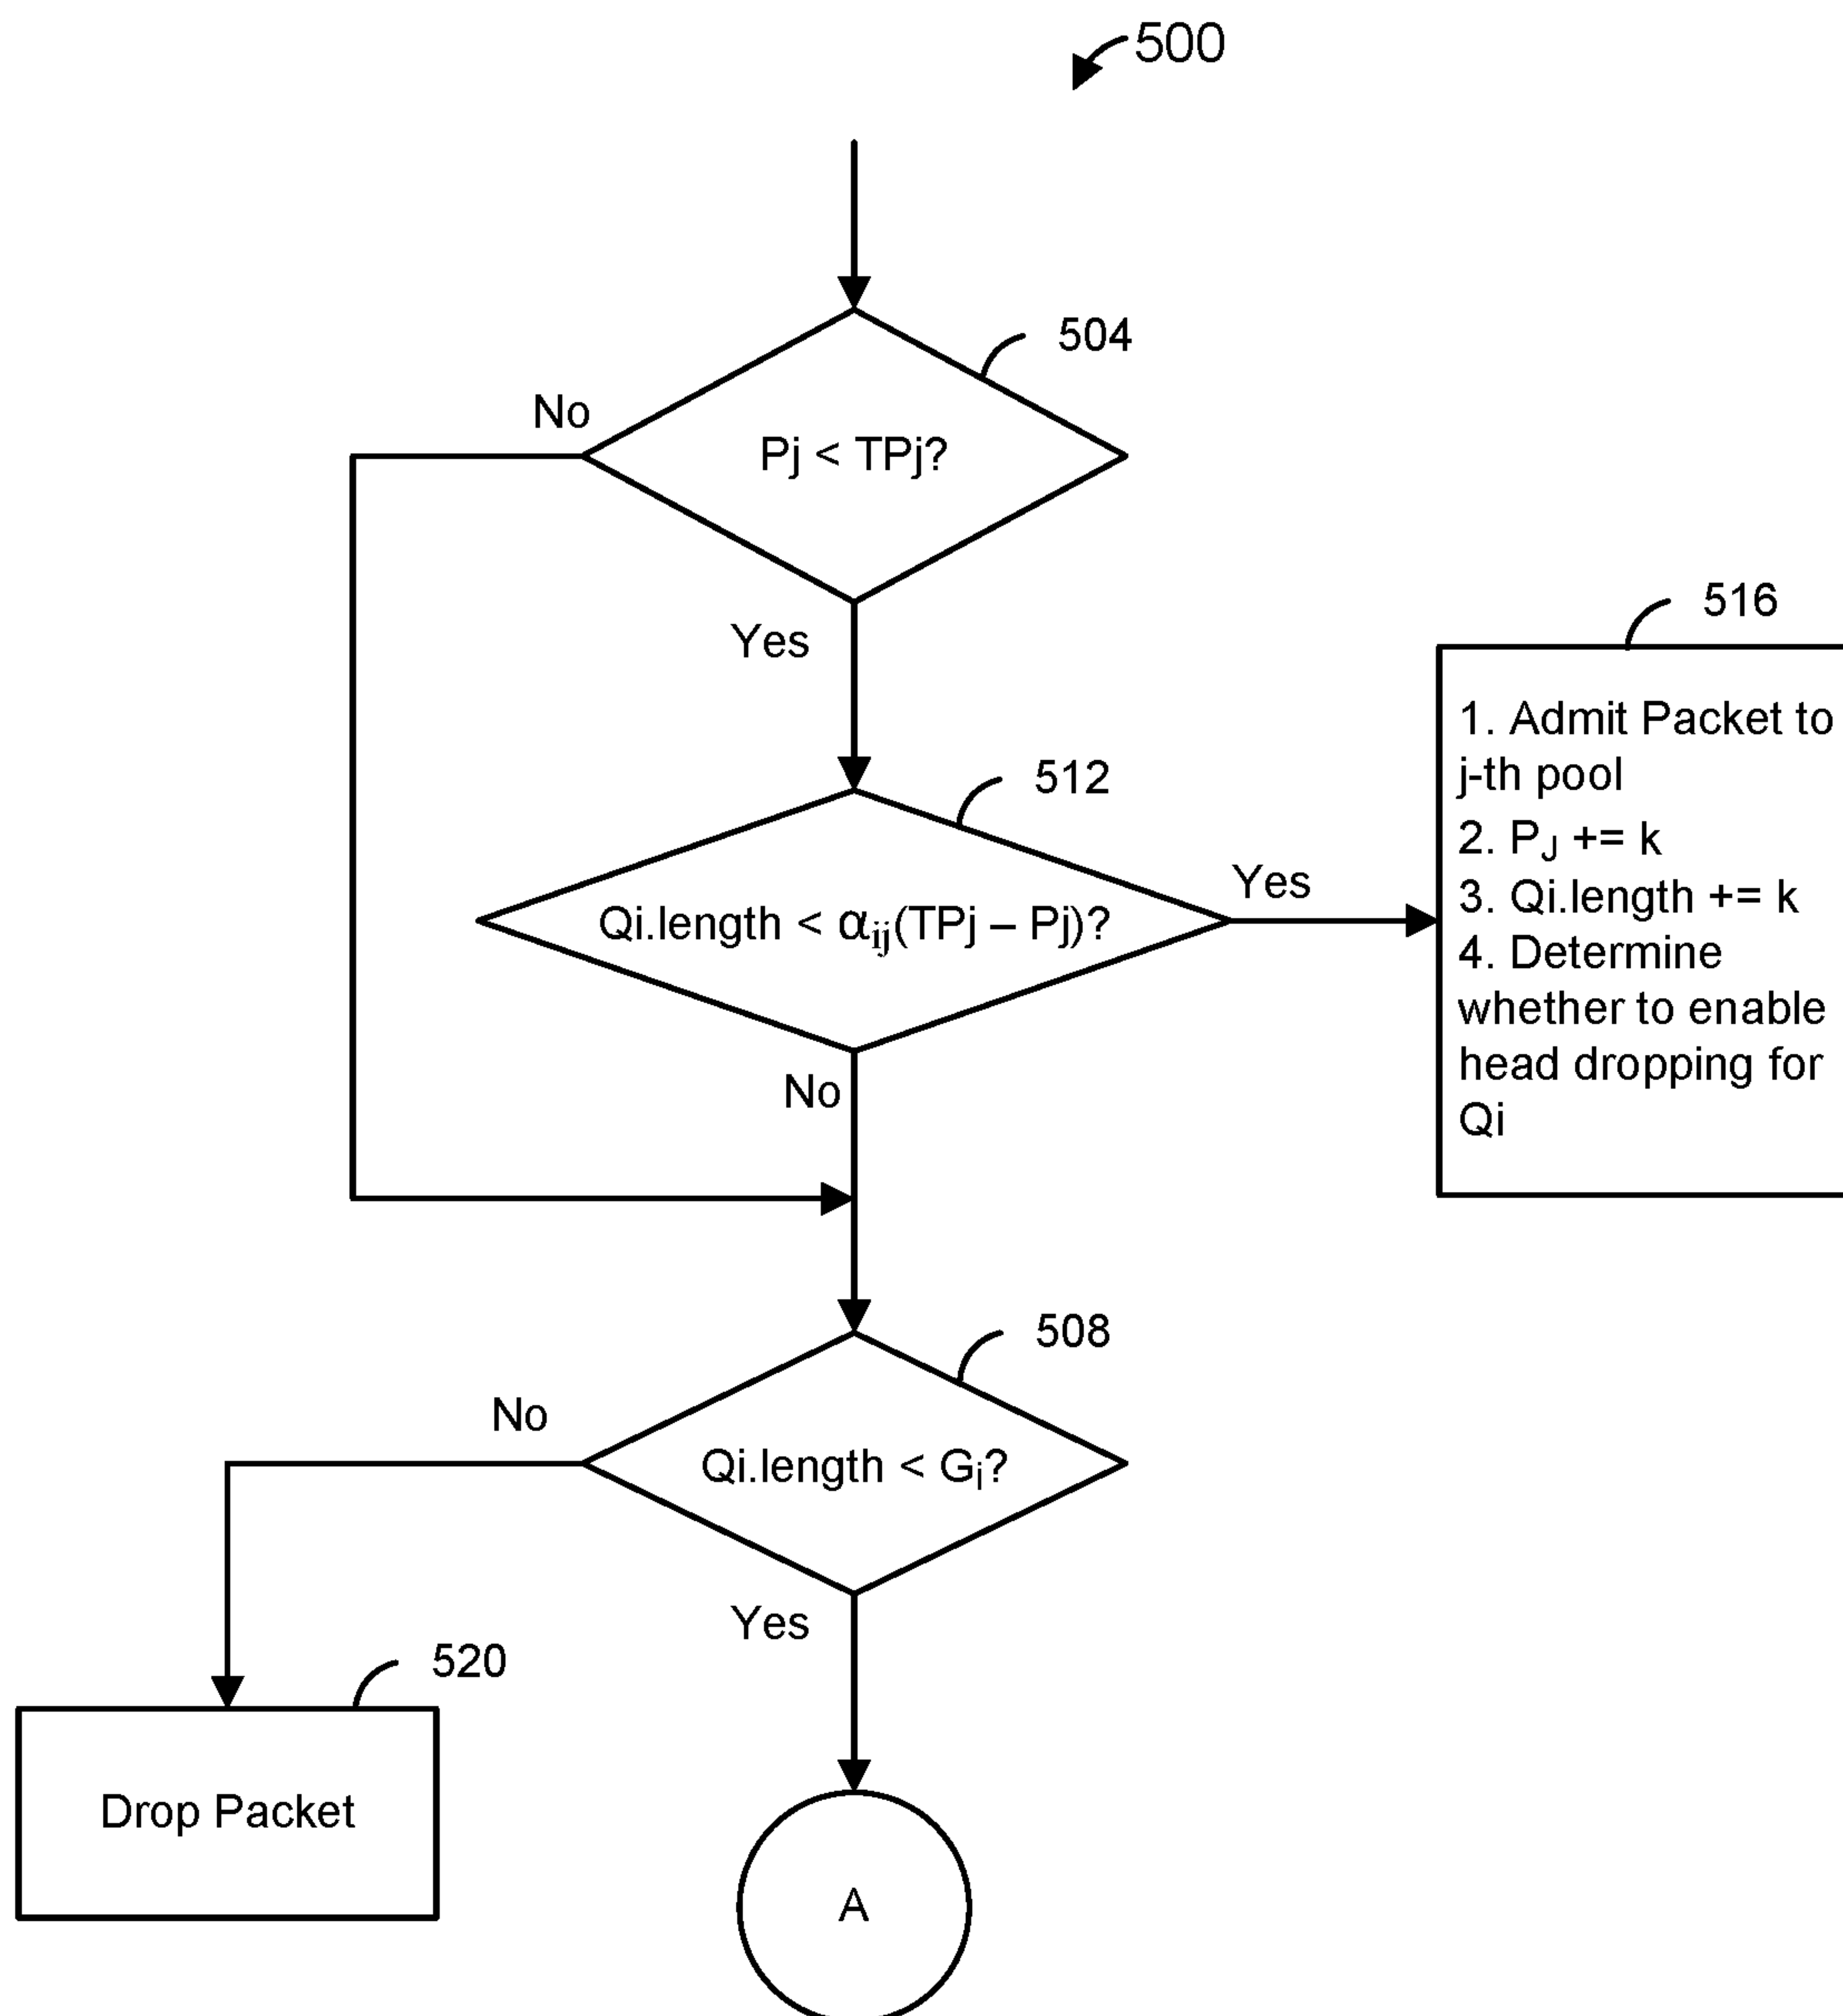 500
504
No
Pj < TPj?
Yes
516
512
1. Admit Packet to
j-th pool
2. PJ += k
3. Qi.length += k
4. Determine
whether to enable
head dropping for
Qi
Yes
Qi.length < αij(TPj – Pj)?
No
508
No
Qi.length < Gi?
Yes
520
Drop Packet
A